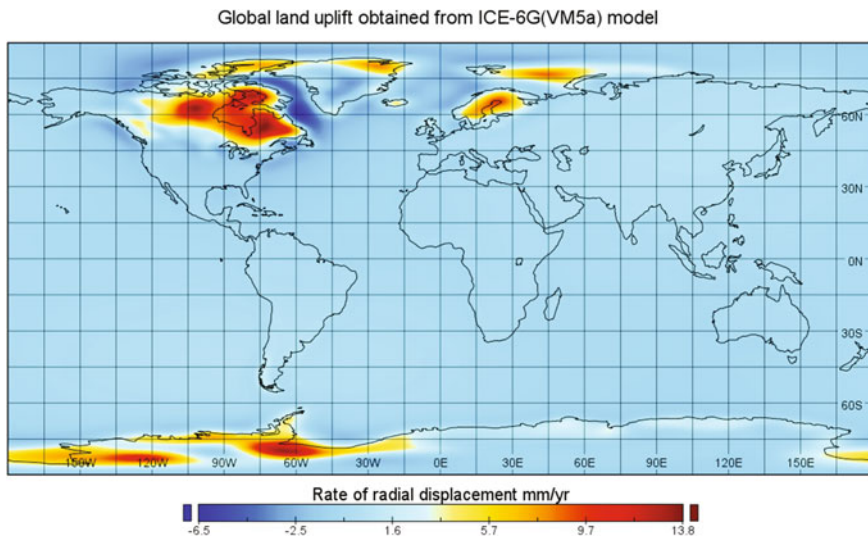 Global land uplift obtained from ICE-6G(VM5a) model
60N
30N
0N
30S
60S
150W 120W 90W 60W 30W 0E 30E 60E 90E 120E 150E
Rate of radial displacement mm/yr
-6.5 -2.5 1.6 5.7 9.7 13.8